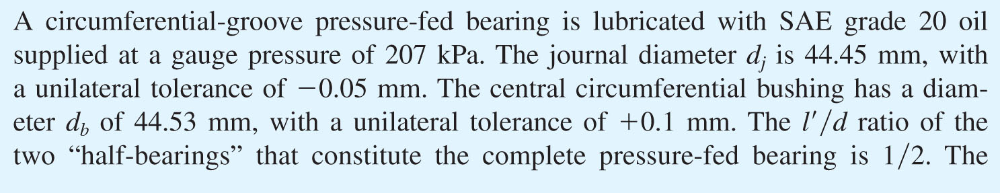 A circumferential-groove pressure-fed bearing is lubricated with SAE grade 20 oil
supplied at a gauge pressure of 207 kPa. The journal diameter dⱼ is 44.45 mm, with
a unilateral tolerance of −0.05 mm. The central circumferential bushing has a diam-
eter d_b of 44.53 mm, with a unilateral tolerance of +0.1 mm. The l′/d ratio of the
two “half-bearings” that constitute the complete pressure-fed bearing is 1/2. The